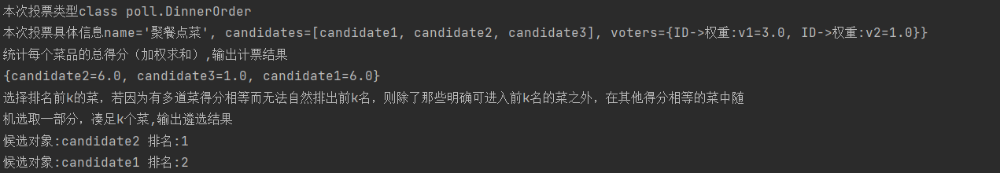 本次投票类型class poll.DinnerOrder
本次投票具体信息name='聚餐点菜', candidates=[candidate1, candidate2, candidate3], voters={ID->权重:v1=3.0, ID->权重:v2=1.0}}
统计每个菜品的总得分（加权求和）,输出计票结果
{candidate2=6.0, candidate3=1.0, candidate1=6.0}
选择排名前k的菜，若因为有多道菜得分相等而无法自然排出前k名，则除了那些明确可进入前k名的菜之外，在其他得分相等的菜中随
机选取一部分，凑足k个菜,输出遴选结果
候选对象:candidate2 排名:1
候选对象:candidate1 排名:2